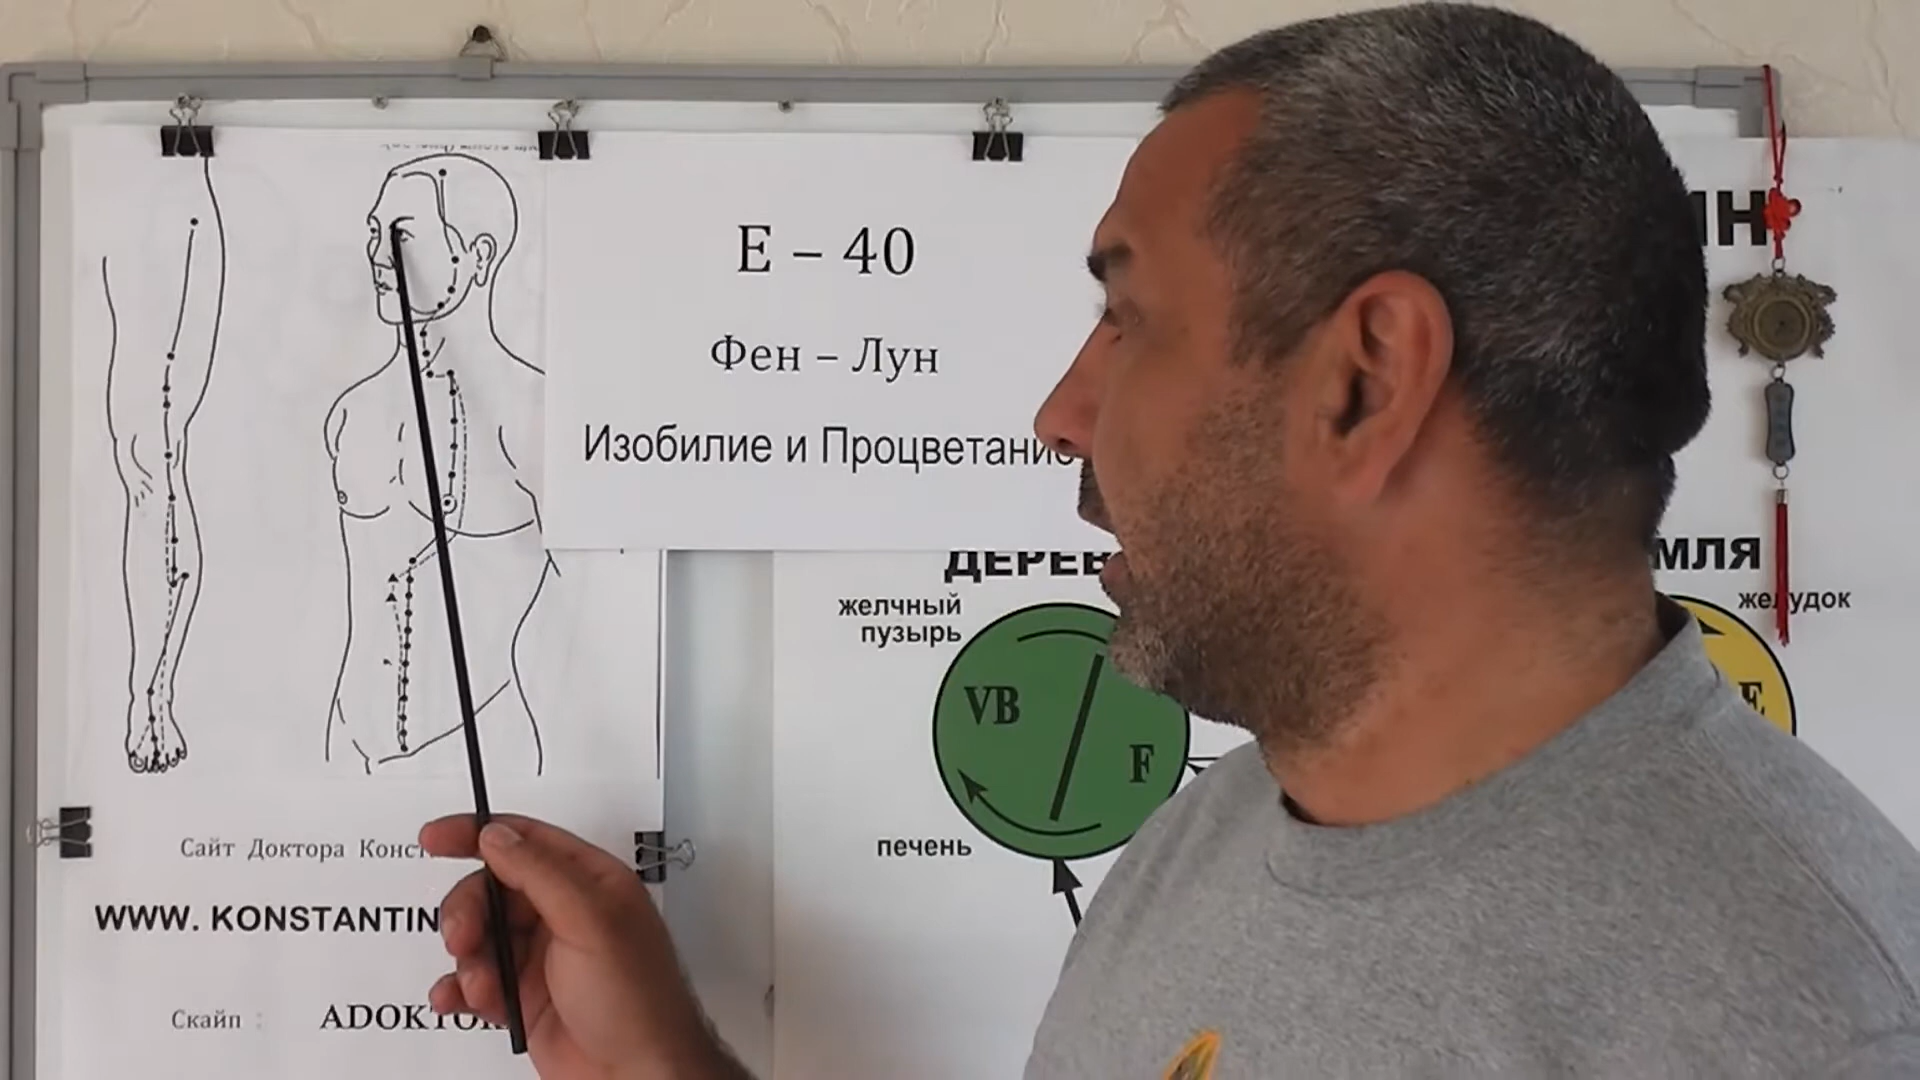 E – 40
Фен – Лун
Изобилие и Процветание
ИН
ДЕРЕВ
МЛЯ
желчный
пузырь
желудок
VB
F
E
печень
Сайт Доктора Конст
WWW. KONSTANTIN
Скайп : ADOKTOR